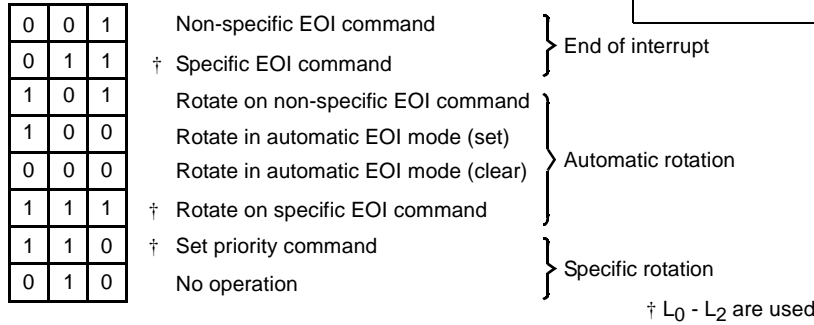 0 0 1 Non-specific EOI command
End of interrupt
0 1 1 † Specific EOI command
1 0 1 Rotate on non-specific EOI command
1 0 0 Rotate in automatic EOI mode (set)
Automatic rotation
0 0 0 Rotate in automatic EOI mode (clear)
1 1 1 † Rotate on specific EOI command
1 1 0 † Set priority command
Specific rotation
0 1 0 No operation
† L0 - L2 are used